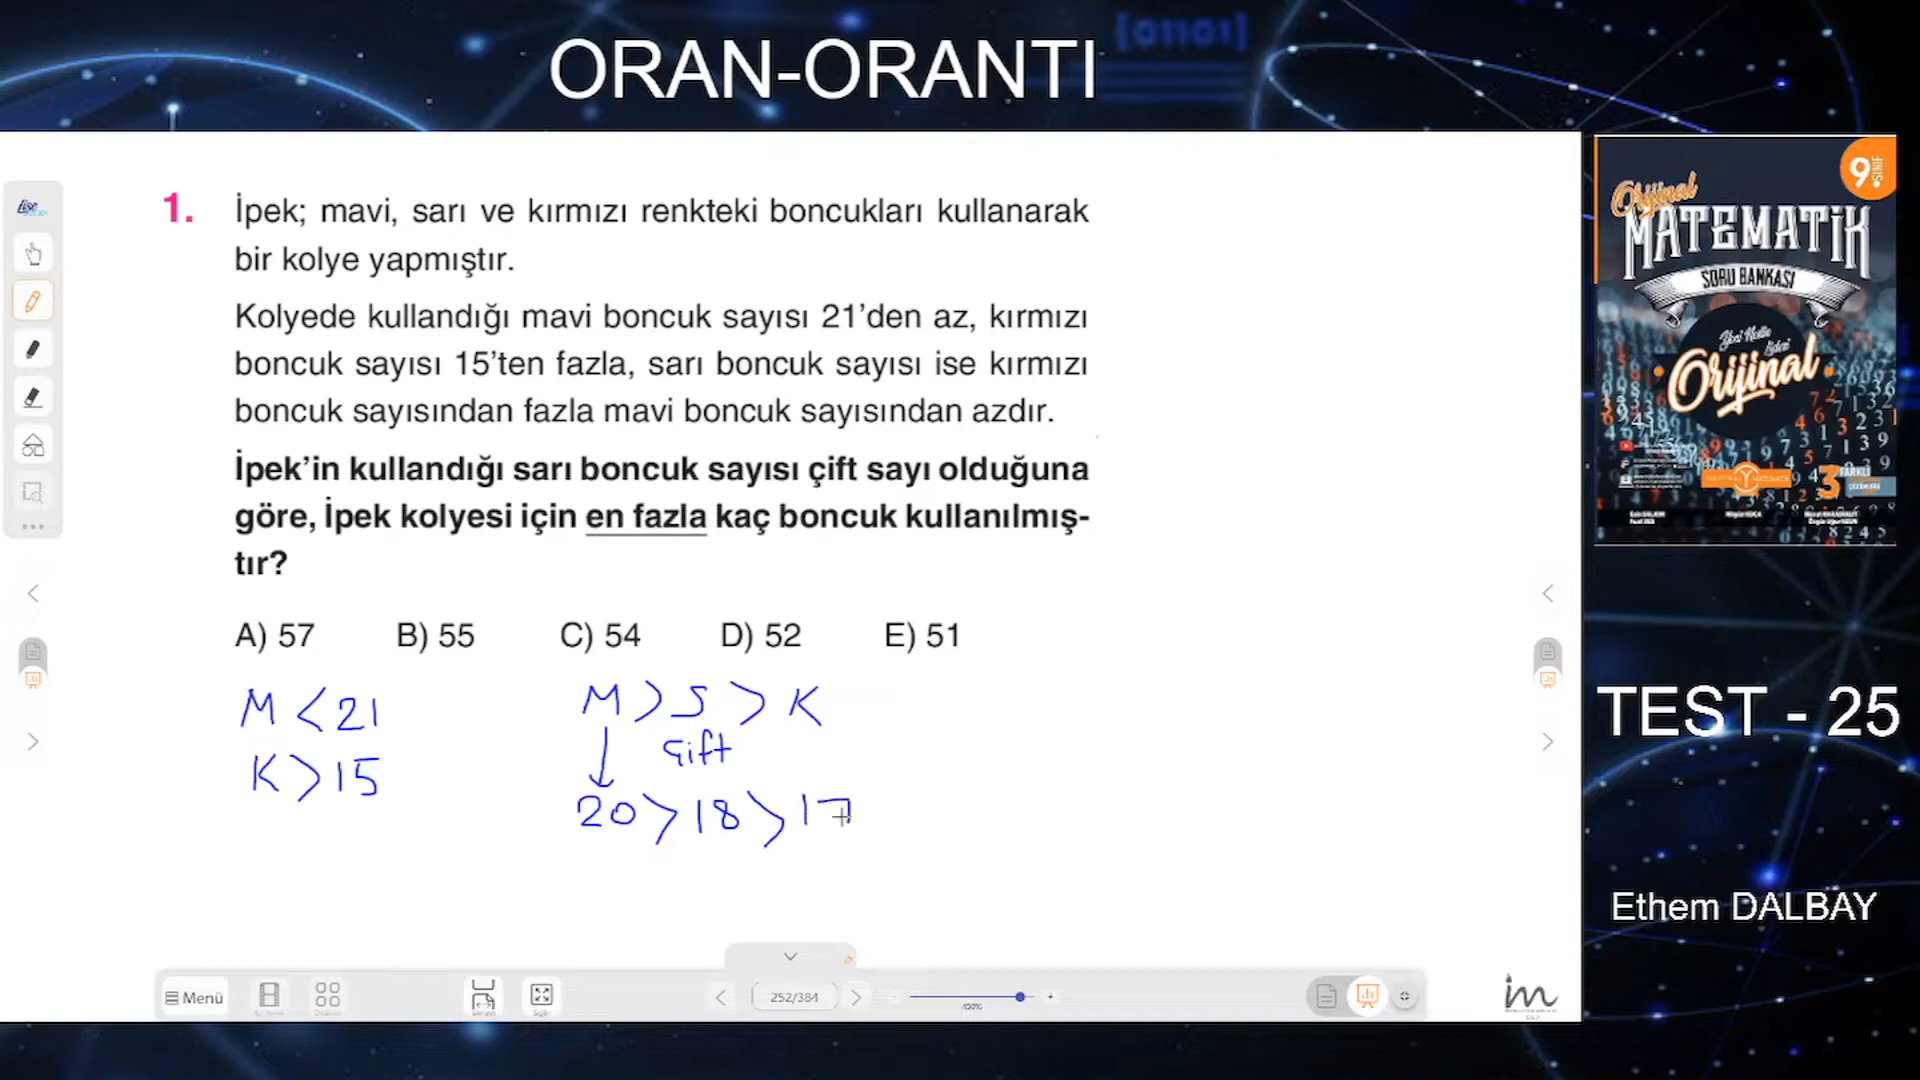 ORAN-ORANTI
1. İpek; mavi, sarı ve kırmızı renkteki boncukları kullanarak
bir kolye yapmıştır.
Kolyede kullandığı mavi boncuk sayısı 21’den az, kırmızı
boncuk sayısı 15’ten fazla, sarı boncuk sayısı ise kırmızı
boncuk sayısından fazla mavi boncuk sayısından azdır.
İpek’in kullandığı sarı boncuk sayısı çift sayı olduğuna
göre, İpek kolyesi için en fazla kaç boncuk kullanılmış-
tır?
A) 57 B) 55 C) 54 D) 52 E) 51
M < 21
K > 15
M > S > K
Çift
20 > 18 > 17
Menü
252/384
9. SINIF
Orijinal
MATEMATİK
SORU BANKASI
Orijinal
3 FARKLI
TEST - 25
Ethem DALBAY